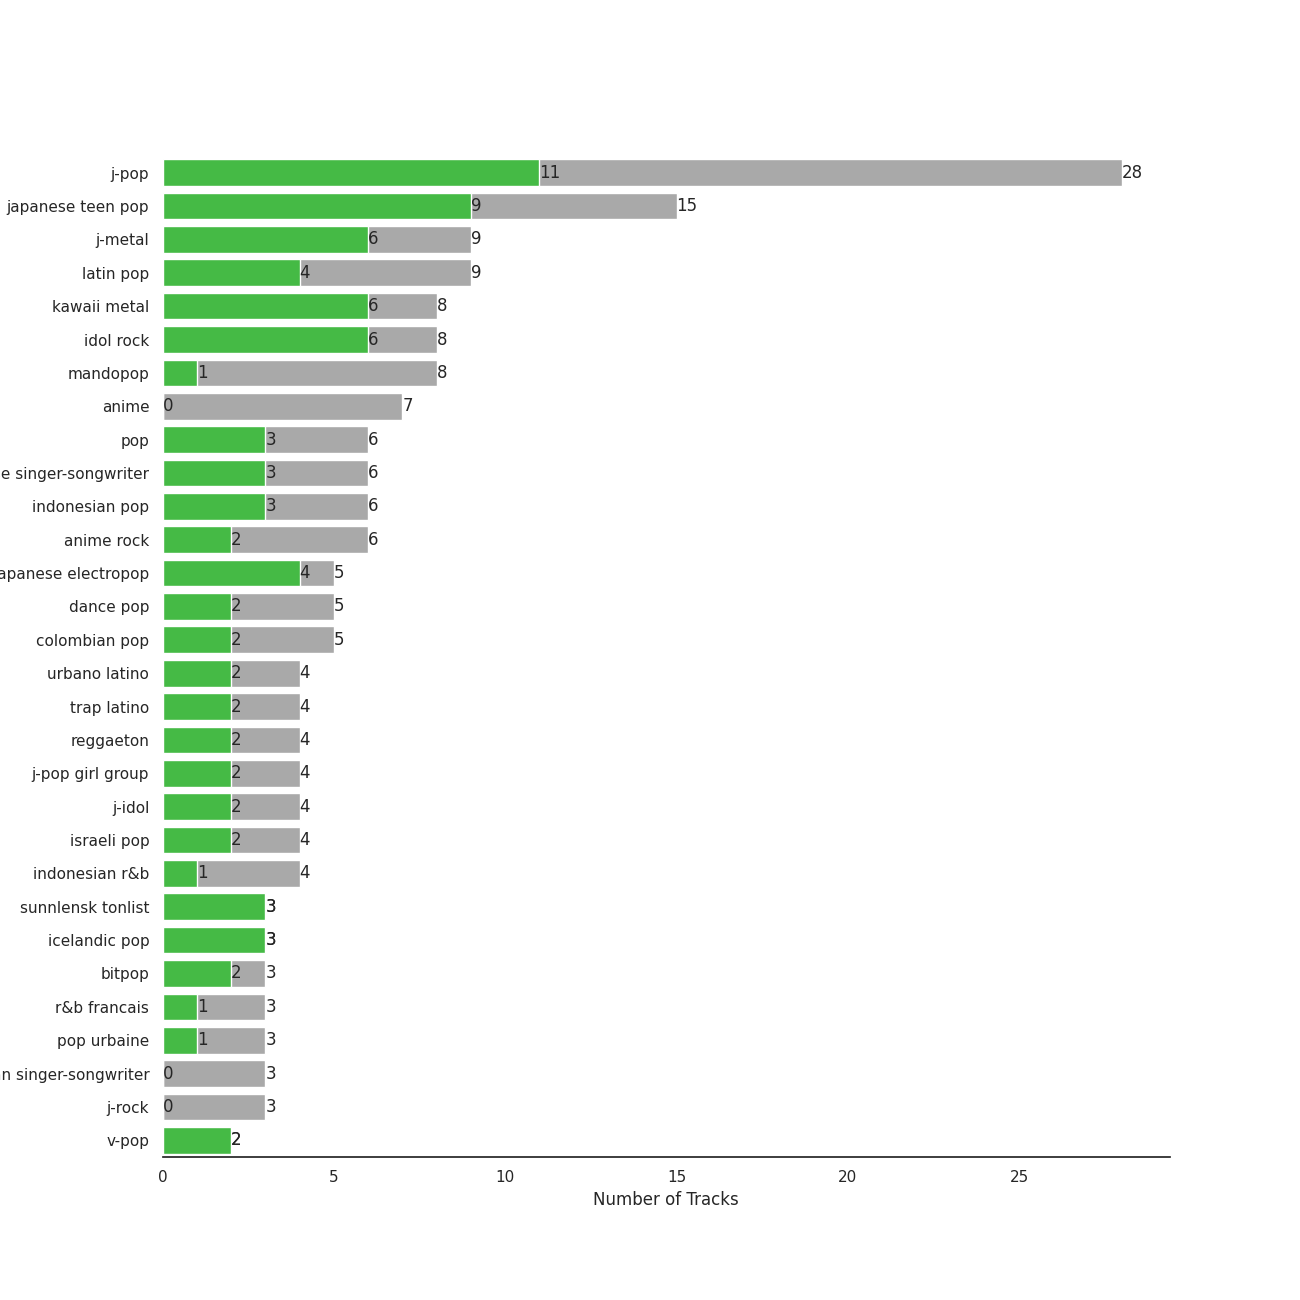 j-pop 11 28
japanese teen pop 9 15
j-metal 6 9
latin pop 4 9
kawaii metal 6 8
idol rock 6 8
mandopop 1 8
anime 0 7
pop 3 6
e singer-songwriter 3 6
indonesian pop 3 6
anime rock 2 6
apanese electropop 4 5
dance pop 2 5
colombian pop 2 5
urbano latino 2 4
trap latino 2 4
reggaeton 2 4
j-pop girl group 2 4
j-idol 2 4
israeli pop 2 4
indonesian r&b 1 4
sunnlensk tonlist 3 3
icelandic pop 3 3
bitpop 2 3
r&b francais 1 3
pop urbaine 1 3
n singer-songwriter 0 3
j-rock 0 3
v-pop 2 2
0 5 10 15 20 25
Number of Tracks